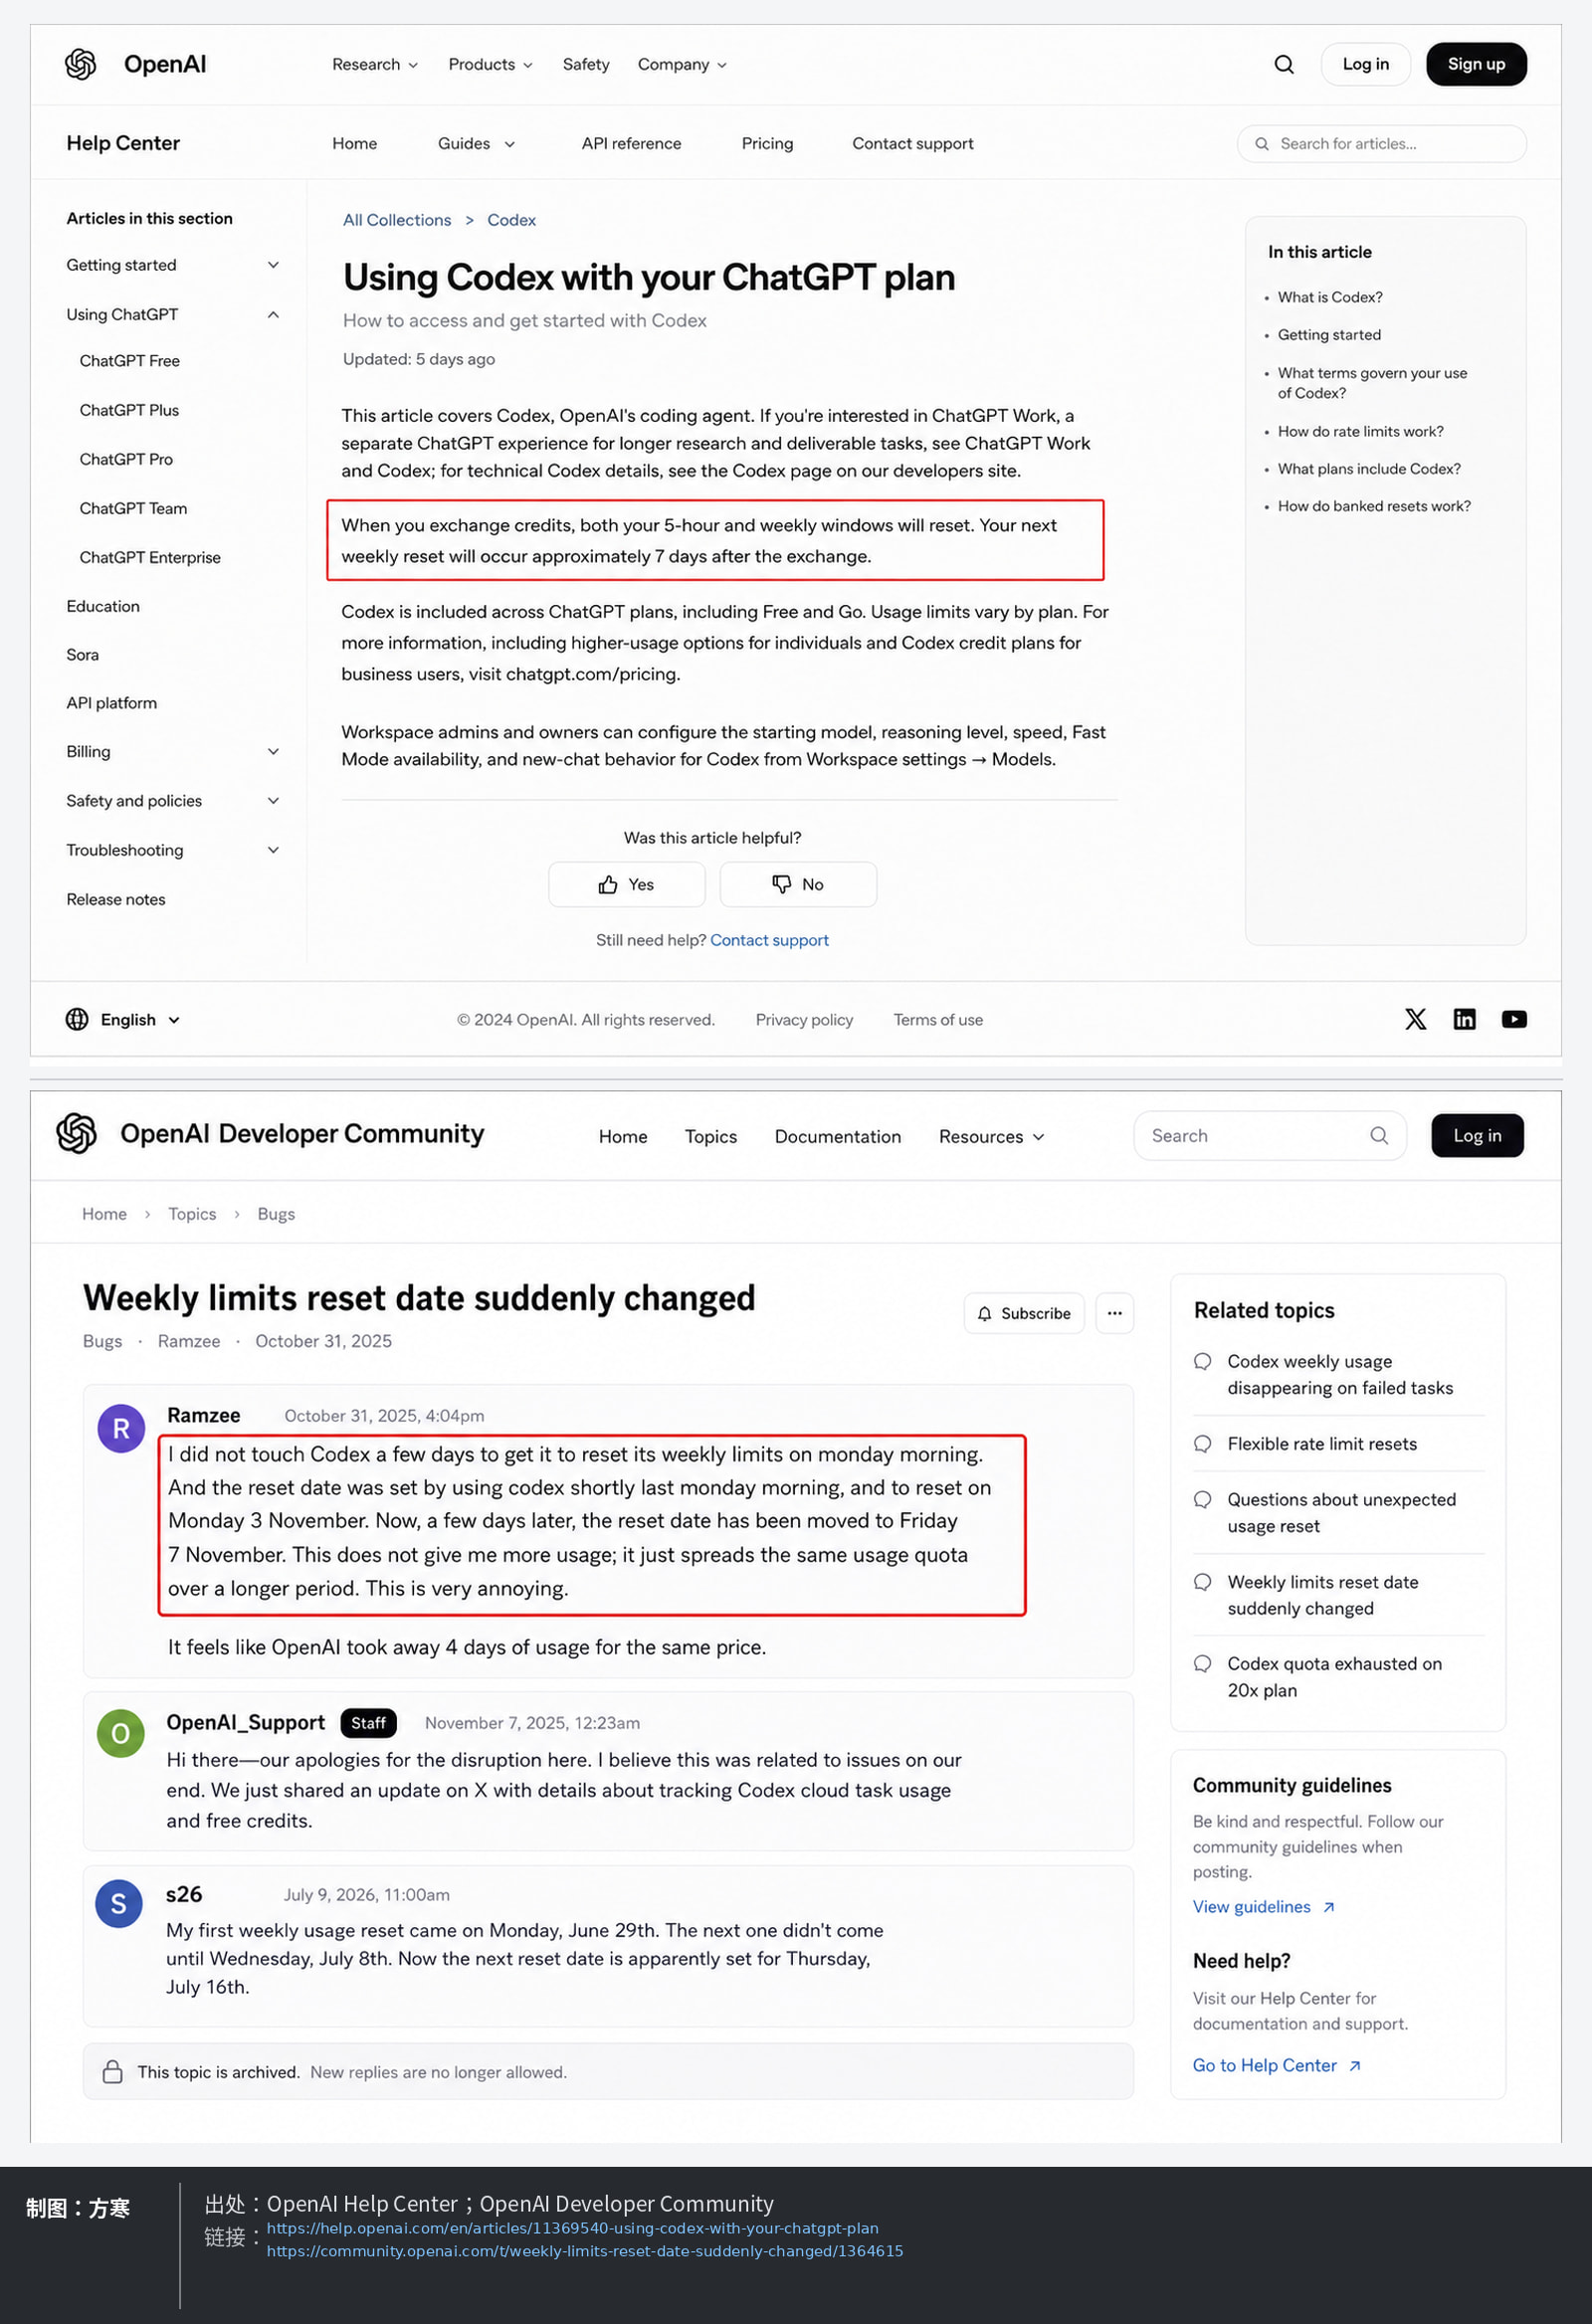 OpenAI
Research
Products
Safety
Company
Log in
Sign up
Help Center
Home
Guides
API reference
Pricing
Contact support
Search for articles...
Articles in this section
Getting started
Using ChatGPT
ChatGPT Free
ChatGPT Plus
ChatGPT Pro
ChatGPT Team
ChatGPT Enterprise
Education
Sora
API platform
Billing
Safety and policies
Troubleshooting
Release notes
All Collections > Codex
Using Codex with your ChatGPT plan
How to access and get started with Codex
Updated: 5 days ago
This article covers Codex, OpenAI's coding agent. If you're interested in ChatGPT Work, a
separate ChatGPT experience for longer research and deliverable tasks, see ChatGPT Work
and Codex; for technical Codex details, see the Codex page on our developers site.
When you exchange credits, both your 5-hour and weekly windows will reset. Your next
weekly reset will occur approximately 7 days after the exchange.
Codex is included across ChatGPT plans, including Free and Go. Usage limits vary by plan. For
more information, including higher-usage options for individuals and Codex credit plans for
business users, visit chatgpt.com/pricing.
Workspace admins and owners can configure the starting model, reasoning level, speed, Fast
Mode availability, and new-chat behavior for Codex from Workspace settings → Models.
Was this article helpful?
Yes
No
Still need help? Contact support
In this article
• What is Codex?
• Getting started
• What terms govern your use
of Codex?
• How do rate limits work?
• What plans include Codex?
• How do banked resets work?
English
© 2024 OpenAI. All rights reserved.
Privacy policy
Terms of use
OpenAI Developer Community
Home
Topics
Documentation
Resources
Search
Log in
Home › Topics › Bugs
Weekly limits reset date suddenly changed
Bugs · Ramzee · October 31, 2025
Subscribe
R
Ramzee
October 31, 2025, 4:04pm
I did not touch Codex a few days to get it to reset its weekly limits on monday morning.
And the reset date was set by using codex shortly last monday morning, and to reset on
Monday 3 November. Now, a few days later, the reset date has been moved to Friday
7 November. This does not give me more usage; it just spreads the same usage quota
over a longer period. This is very annoying.
It feels like OpenAI took away 4 days of usage for the same price.
O
OpenAI_Support
Staff
November 7, 2025, 12:23am
Hi there—our apologies for the disruption here. I believe this was related to issues on our
end. We just shared an update on X with details about tracking Codex cloud task usage
and free credits.
S
s26
July 9, 2026, 11:00am
My first weekly usage reset came on Monday, June 29th. The next one didn't come
until Wednesday, July 8th. Now the next reset date is apparently set for Thursday,
July 16th.
This topic is archived. New replies are no longer allowed.
Related topics
Codex weekly usage
disappearing on failed tasks
Flexible rate limit resets
Questions about unexpected
usage reset
Weekly limits reset date
suddenly changed
Codex quota exhausted on
20x plan
Community guidelines
Be kind and respectful. Follow our
community guidelines when
posting.
View guidelines
Need help?
Visit our Help Center for
documentation and support.
Go to Help Center
制图：方寒
出处：OpenAI Help Center；OpenAI Developer Community
链接：https://help.openai.com/en/articles/11369540-using-codex-with-your-chatgpt-plan
https://community.openai.com/t/weekly-limits-reset-date-suddenly-changed/1364615